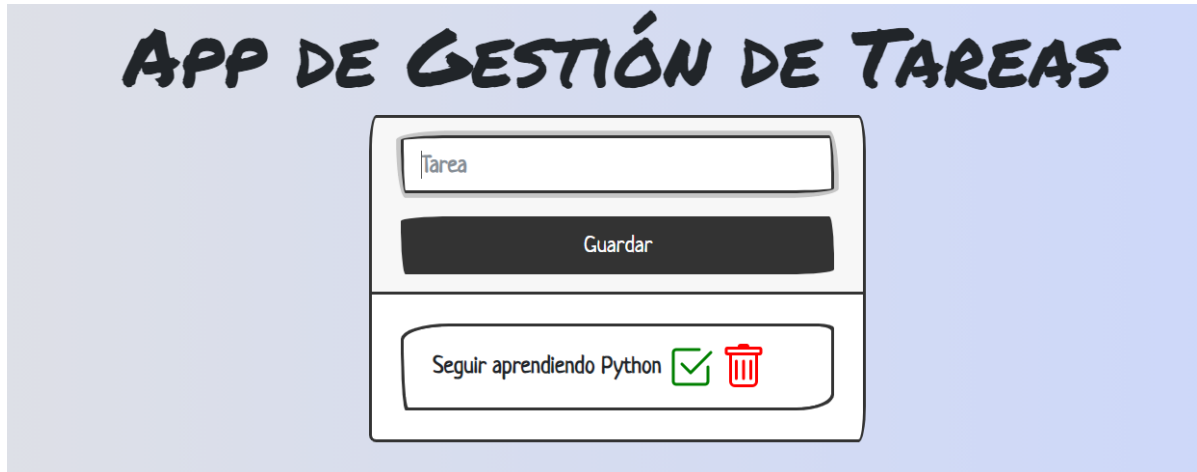 App de Gestión de Tareas
Tarea
Guardar
Seguir aprendiendo Python